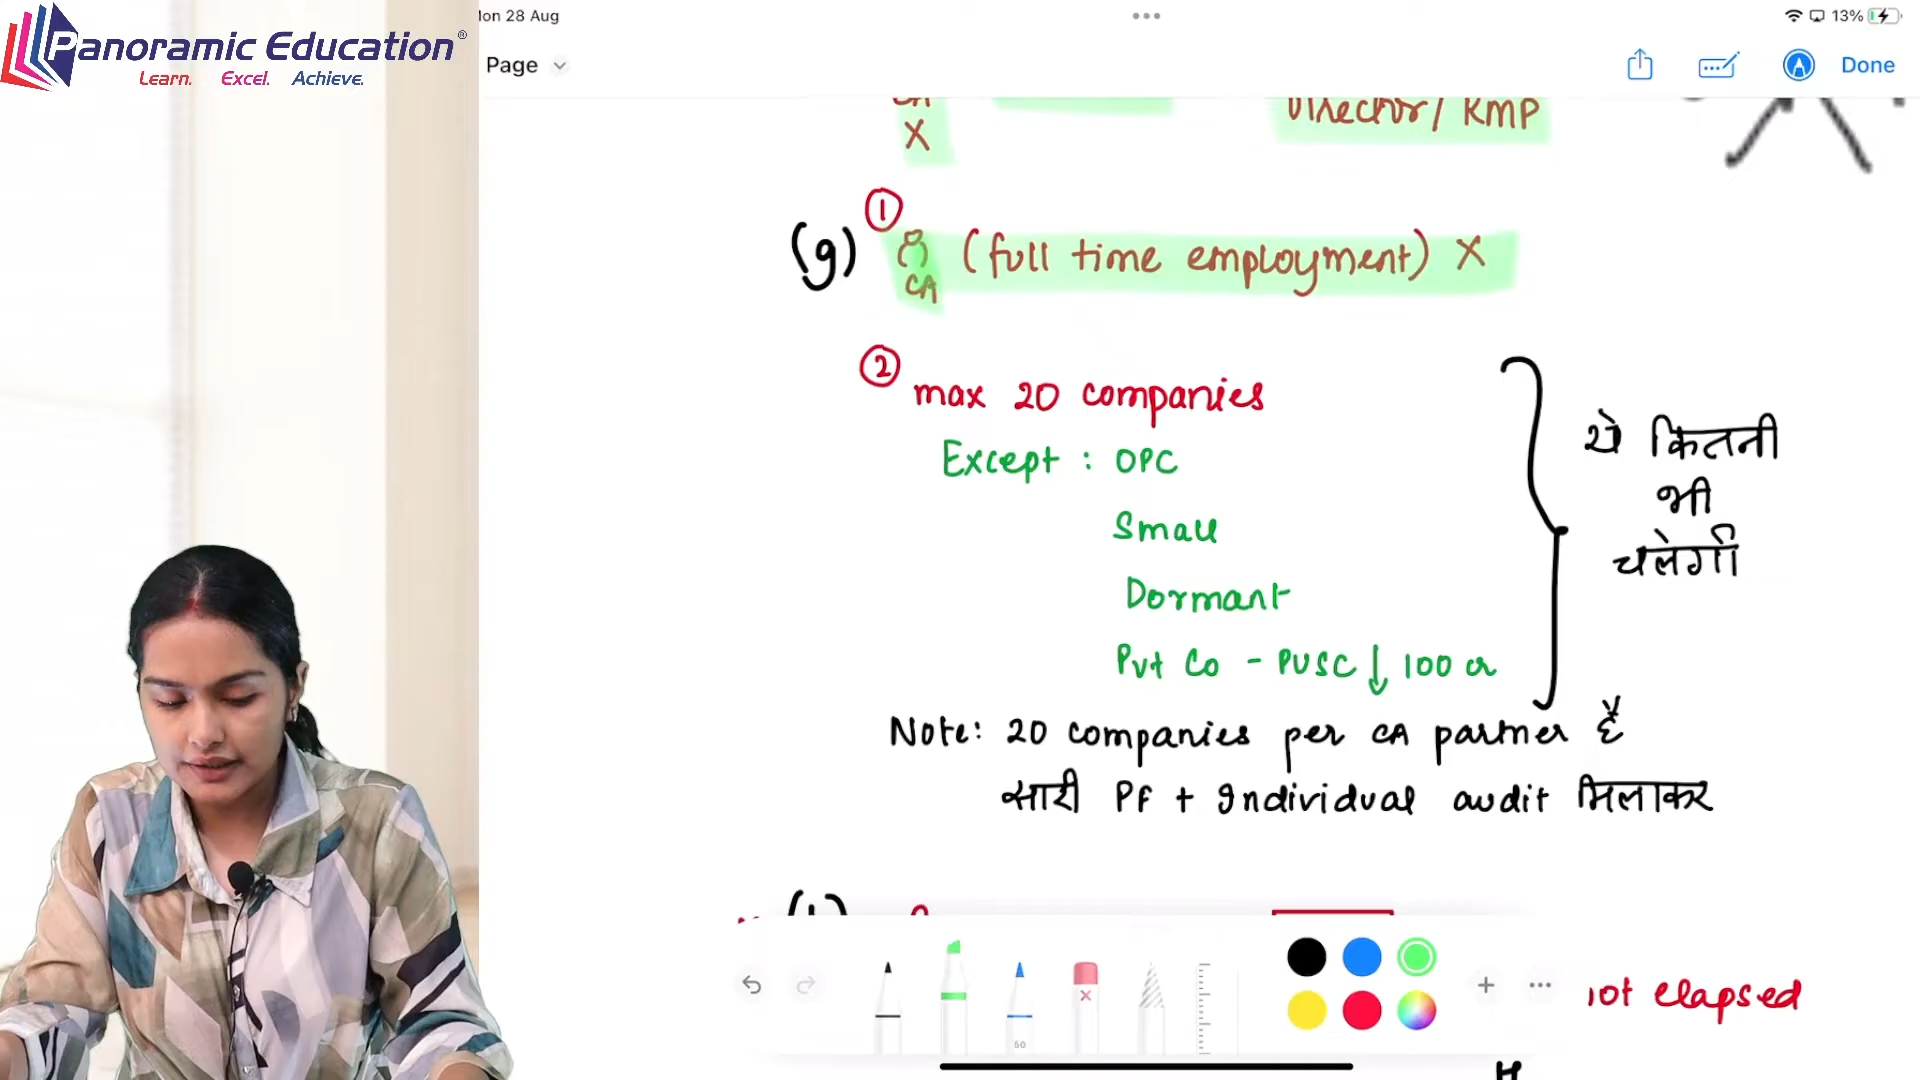 Panoramic Education®
Learn. Excel. Achieve.
Mon 28 Aug
13%
Page
Done
CA
X
Director/ KMP
(g) ① CA (full time employment) X
② max 20 companies
Except : OPC
Small
Dormant
Pvt Co - PUSC ↓ 100 cr
ये कितनी
भी
चलेगी
Note: 20 companies per CA partner &
सारी PF + Individual audit मिलाकर
50
not elapsed